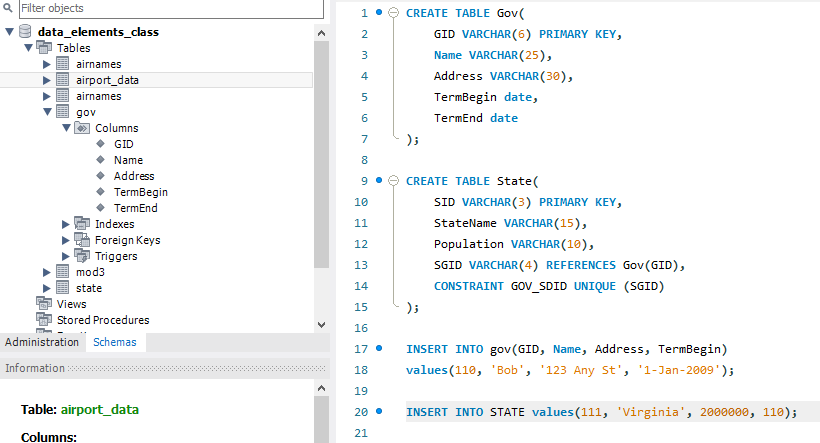 Filter objects
data_elements_class
Tables
airnames
airport_data
airnames
gov
Columns
GID
Name
Address
TermBegin
TermEnd
Indexes
Foreign Keys
Triggers
mod3
state
Views
Stored Procedures
Administration Schemas
Information
Table: airport_data
Columns:
1 CREATE TABLE Gov(
2 GID VARCHAR(6) PRIMARY KEY,
3 Name VARCHAR(25),
4 Address VARCHAR(30),
5 TermBegin date,
6 TermEnd date
7 );
8
9 CREATE TABLE State(
10 SID VARCHAR(3) PRIMARY KEY,
11 StateName VARCHAR(15),
12 Population VARCHAR(10),
13 SGID VARCHAR(4) REFERENCES Gov(GID),
14 CONSTRAINT GOV_SDID UNIQUE (SGID)
15 );
16
17 INSERT INTO gov(GID, Name, Address, TermBegin)
18 values(110, 'Bob', '123 Any St', '1-Jan-2009');
19
20 INSERT INTO STATE values(111, 'Virginia', 2000000, 110);
21